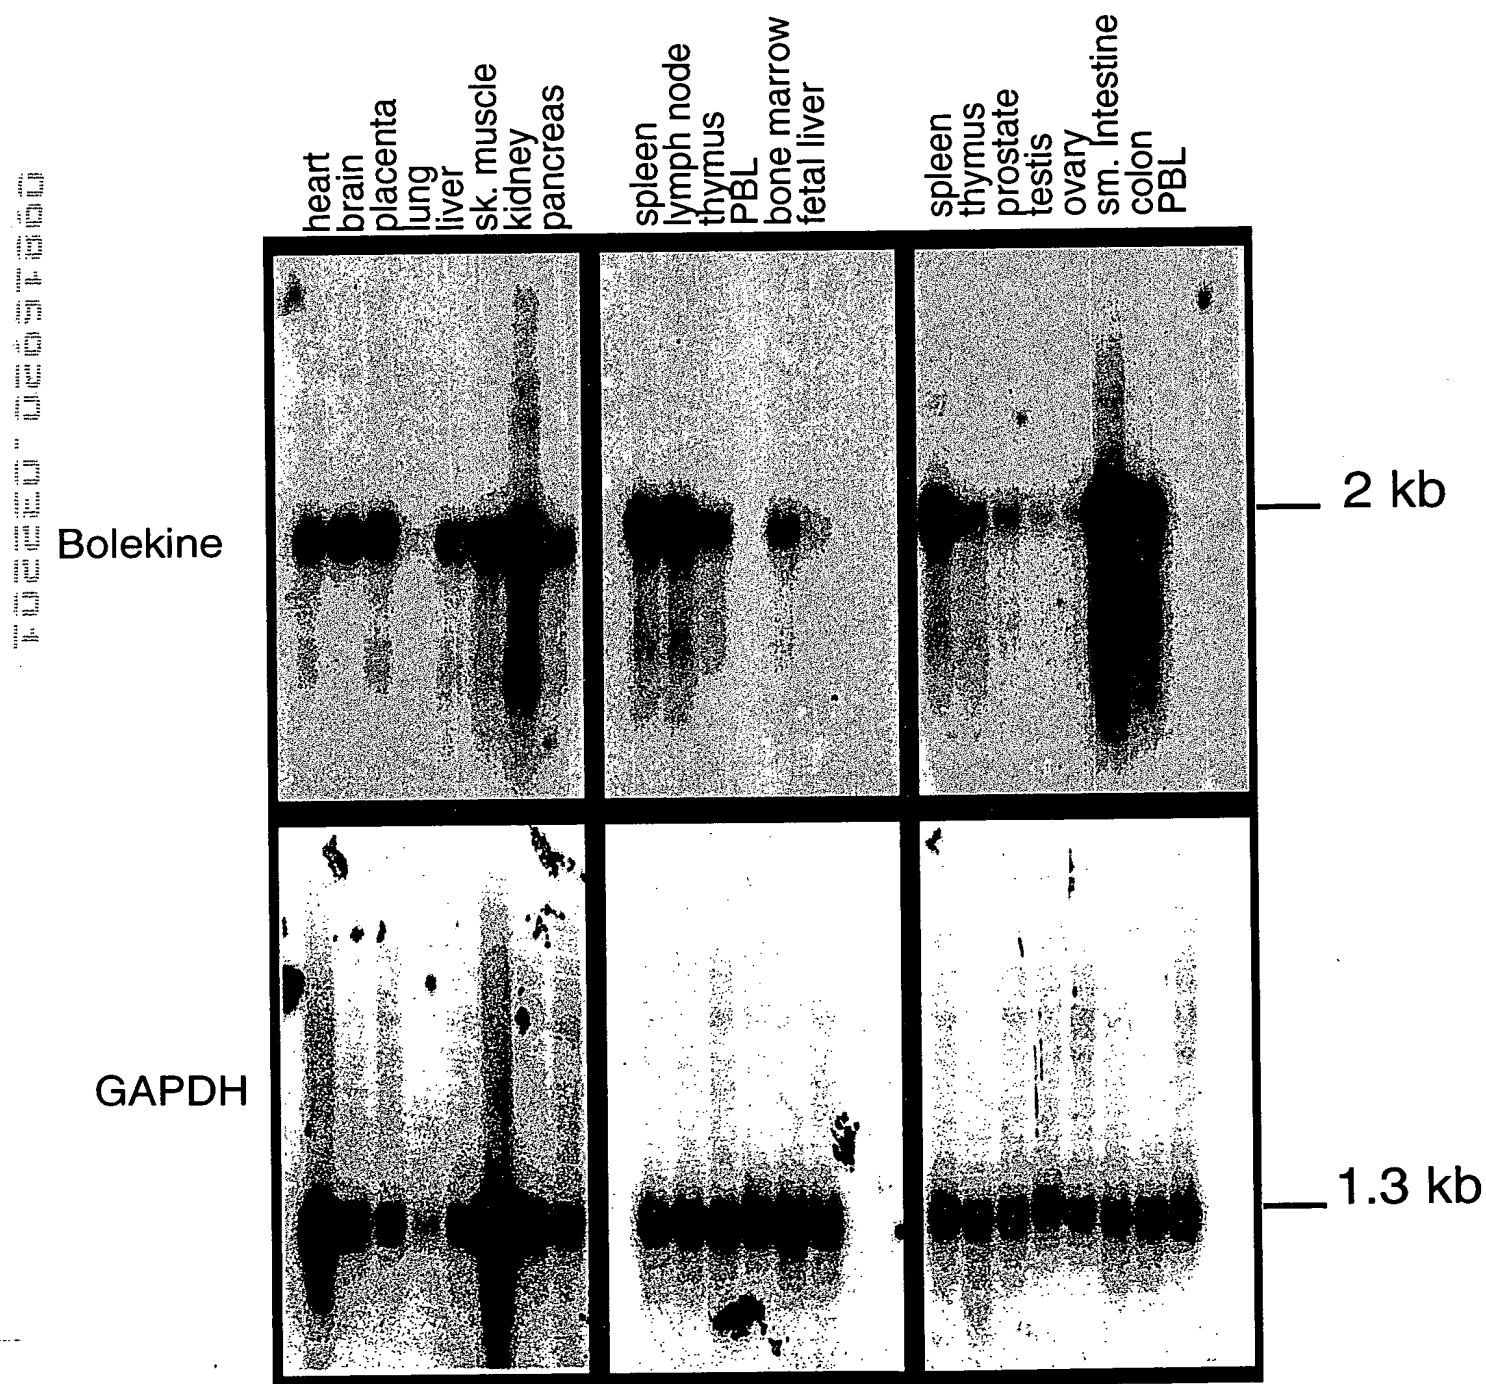 heart
brain
placenta
lung
liver
sk. muscle
kidney
pancreas
spleen
lymph node
thymus
PBL
bone marrow
fetal liver
spleen
thymus
prostate
testis
ovary
sm. Intestine
colon
PBL
2 kb
Bolekine
GAPDH
1.3 kb